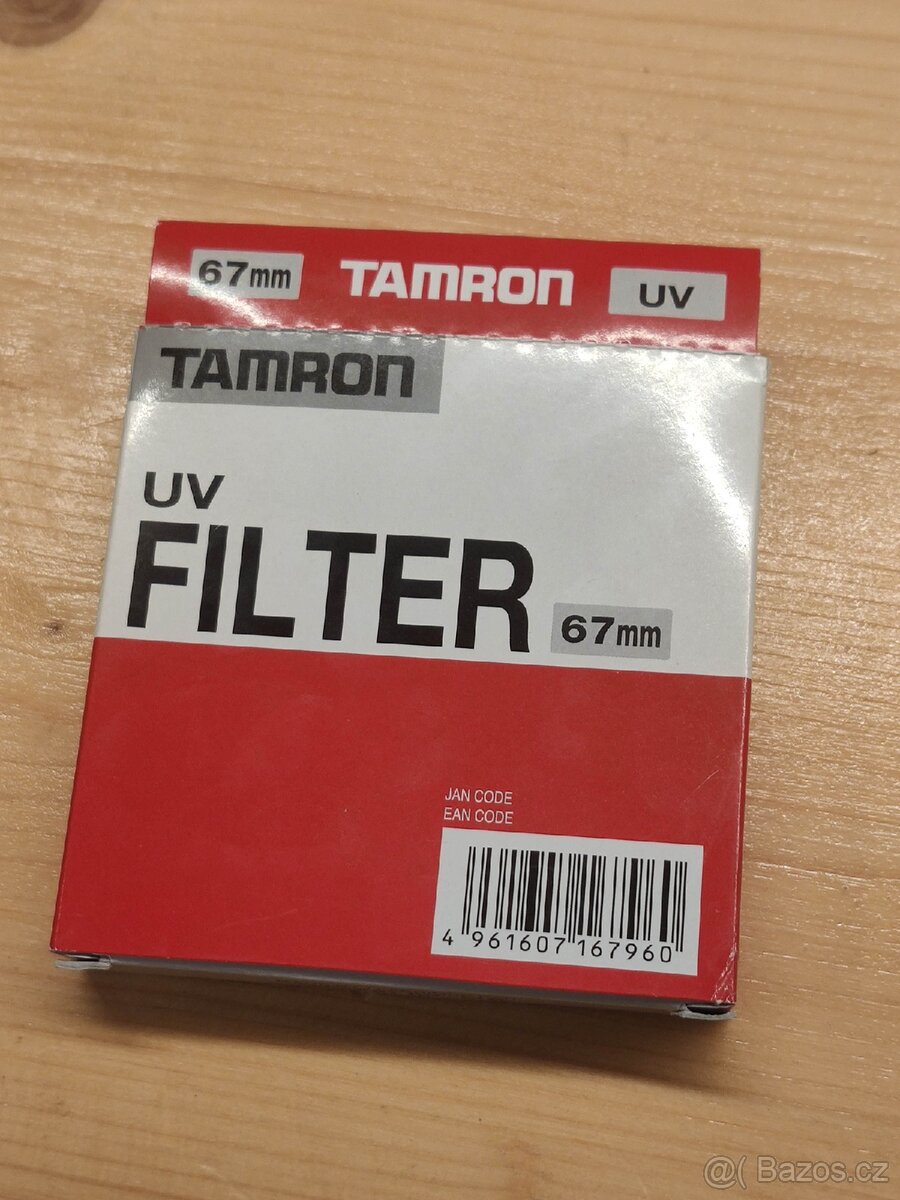 67mm TAMRON UV
TAMRON
UV
FILTER 67mm
JAN CODE
EAN CODE
4 961607 167960
@( Bazos.cz